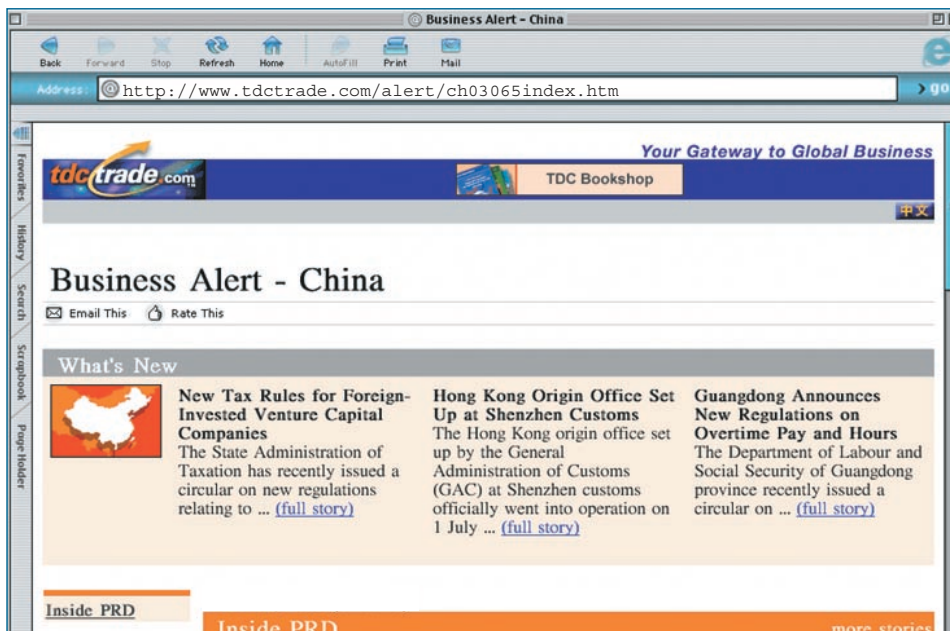 Business Alert - China
Back Forward Stop Refresh Home AutoFill Print Mail
Address: http://www.tdctrade.com/alert/ch03065index.htm go
Favorites
History
Search
Scrapbook
Page Holder
Your Gateway to Global Business
tdctrade.com
TDC Bookshop
中文
Business Alert - China
Email This Rate This
What's New
New Tax Rules for Foreign-
Invested Venture Capital
Companies
The State Administration of
Taxation has recently issued a
circular on new regulations
relating to ... (full story)
Hong Kong Origin Office Set
Up at Shenzhen Customs
The Hong Kong origin office set
up by the General
Administration of Customs
(GAC) at Shenzhen customs
officially went into operation on
1 July ... (full story)
Guangdong Announces
New Regulations on
Overtime Pay and Hours
The Department of Labour and
Social Security of Guangdong
province recently issued a
circular on ... (full story)
Inside PRD
Inside PRD more stories